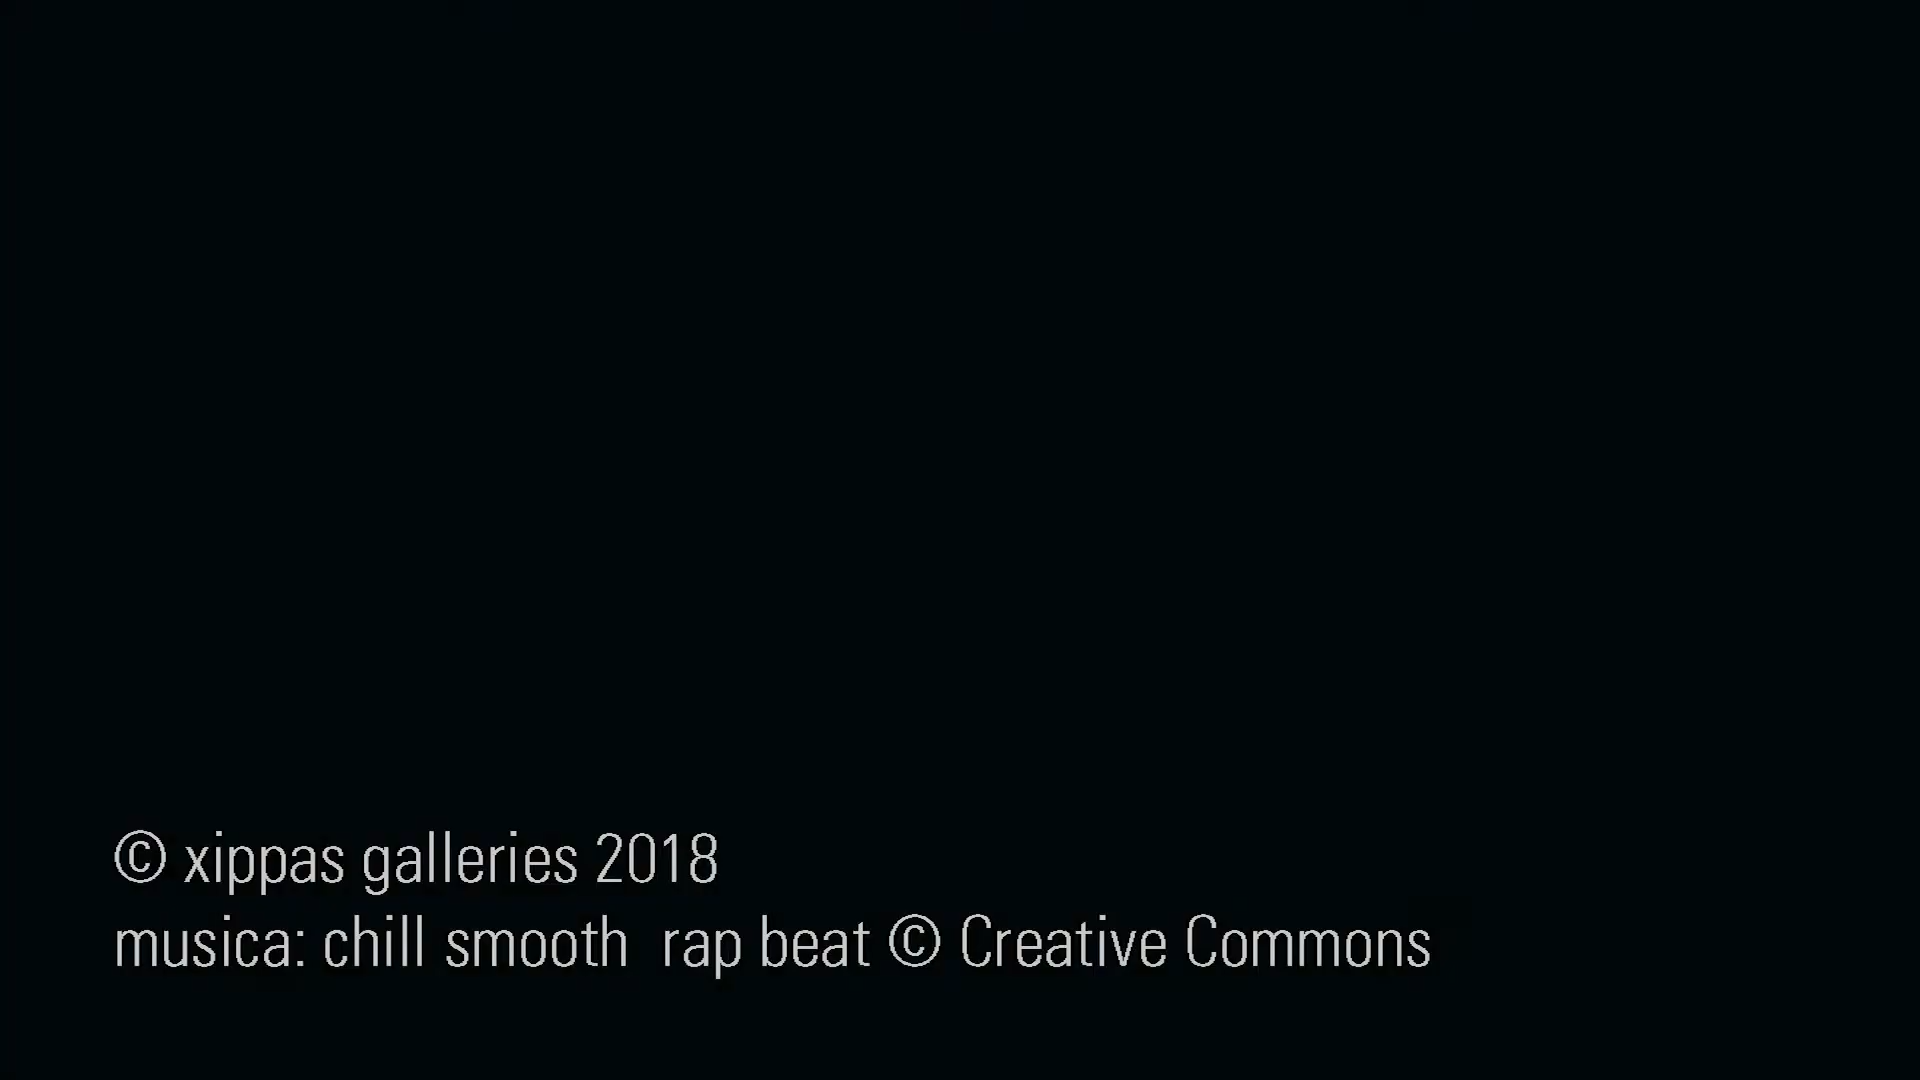 © xippas galleries 2018
musica: chill smooth  rap beat © Creative Commons